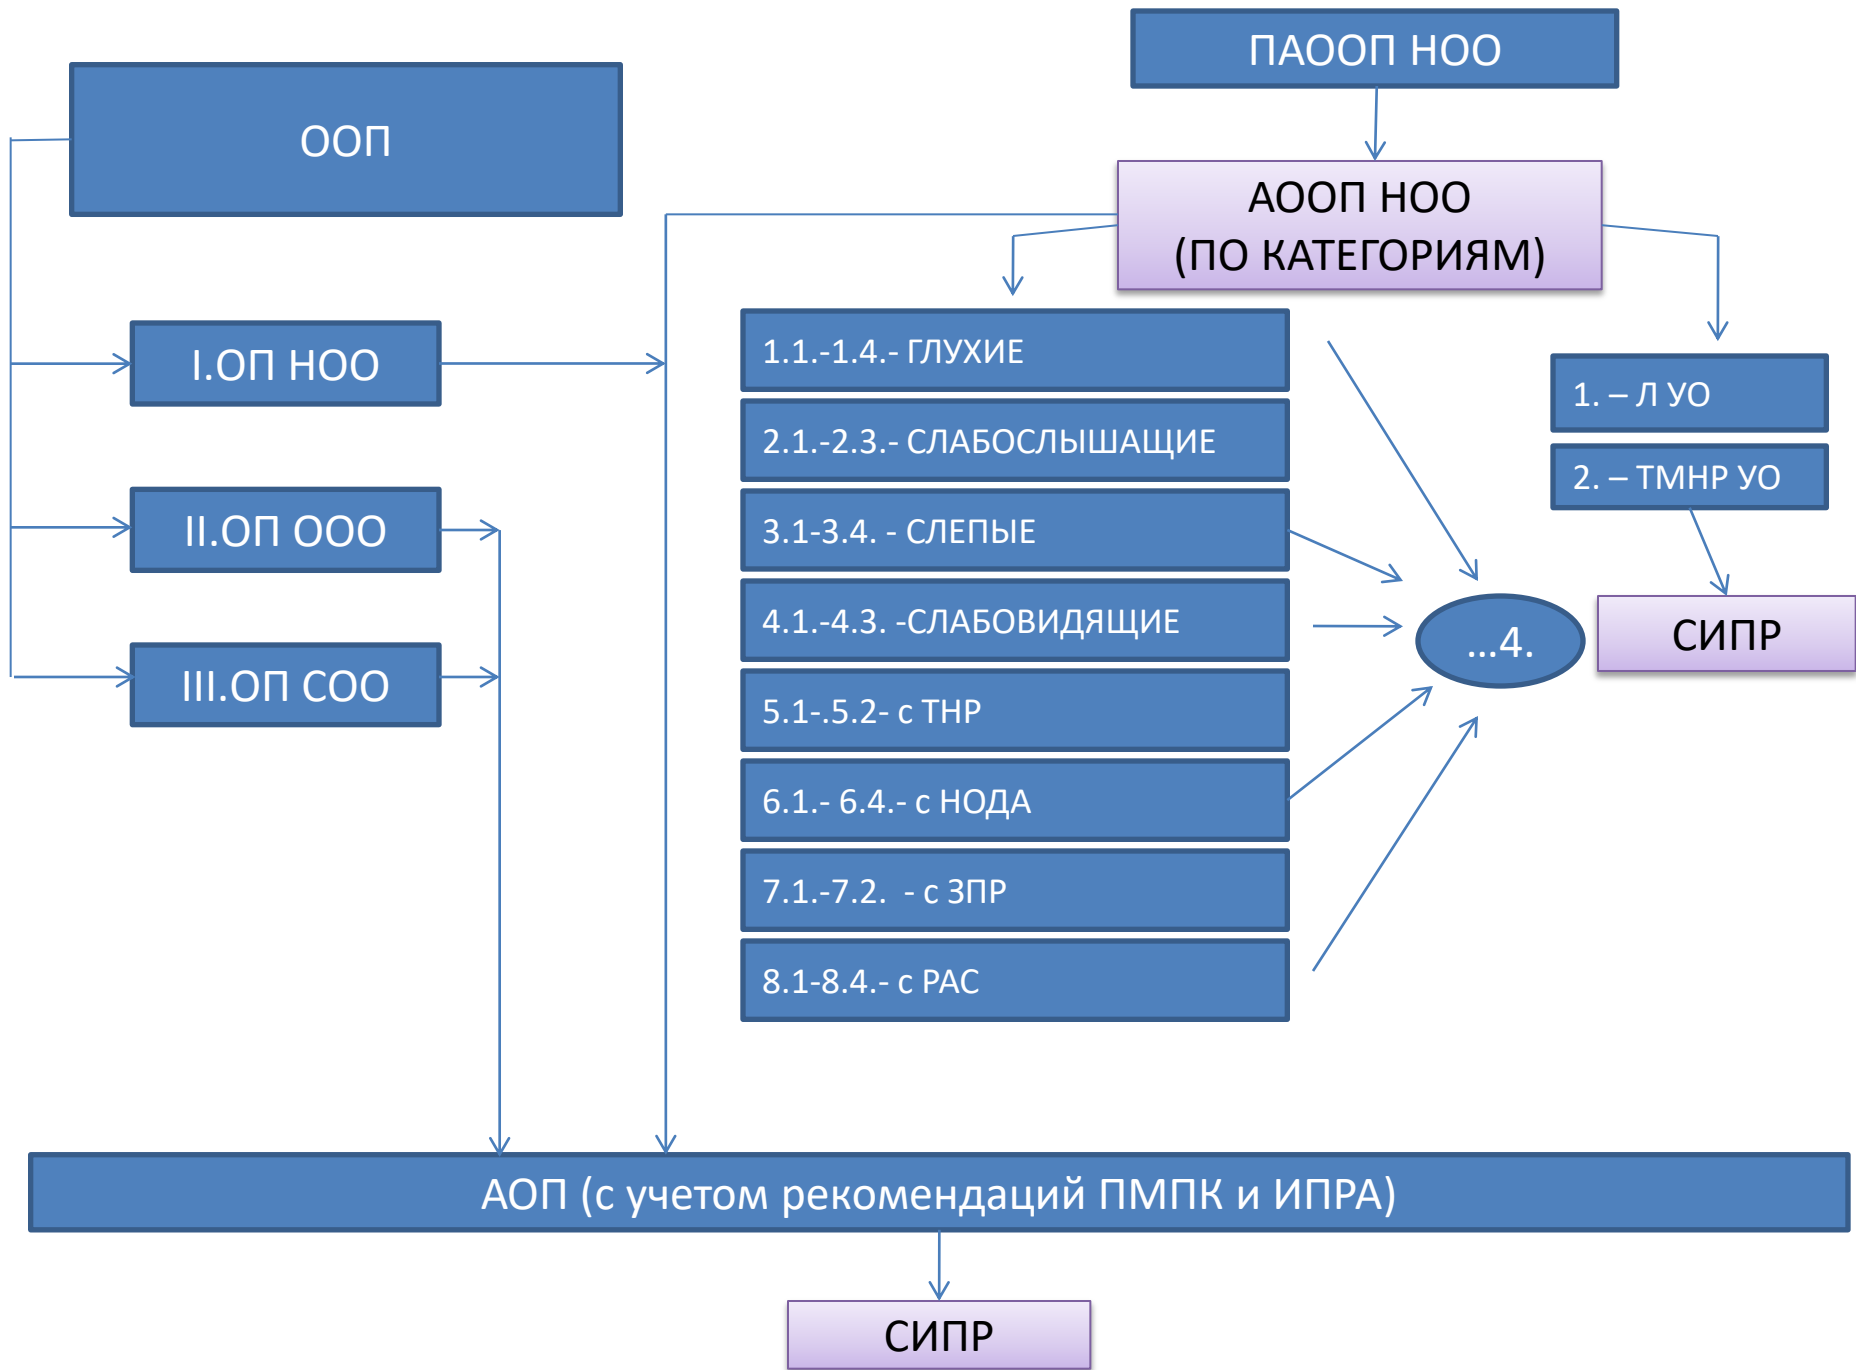 ПАООП НОО
ООП
АООП НОО
(ПО КАТЕГОРИЯМ)
I.ОП НОО
II.ОП ООО
III.ОП СОО
1.1.-1.4.- ГЛУХИЕ
2.1.-2.3.- СЛАБОСЛЫШАЩИЕ
3.1-3.4. - СЛЕПЫЕ
4.1.-4.3. -СЛАБОВИДЯЩИЕ
5.1-.5.2- с ТНР
6.1.- 6.4.- с НОДА
7.1.-7.2.  - с ЗПР
8.1-8.4.- с РАС
1. – Л УО
2. – ТМНР УО
…4.
СИПР
АОП (с учетом рекомендаций ПМПК и ИПРА)
СИПР